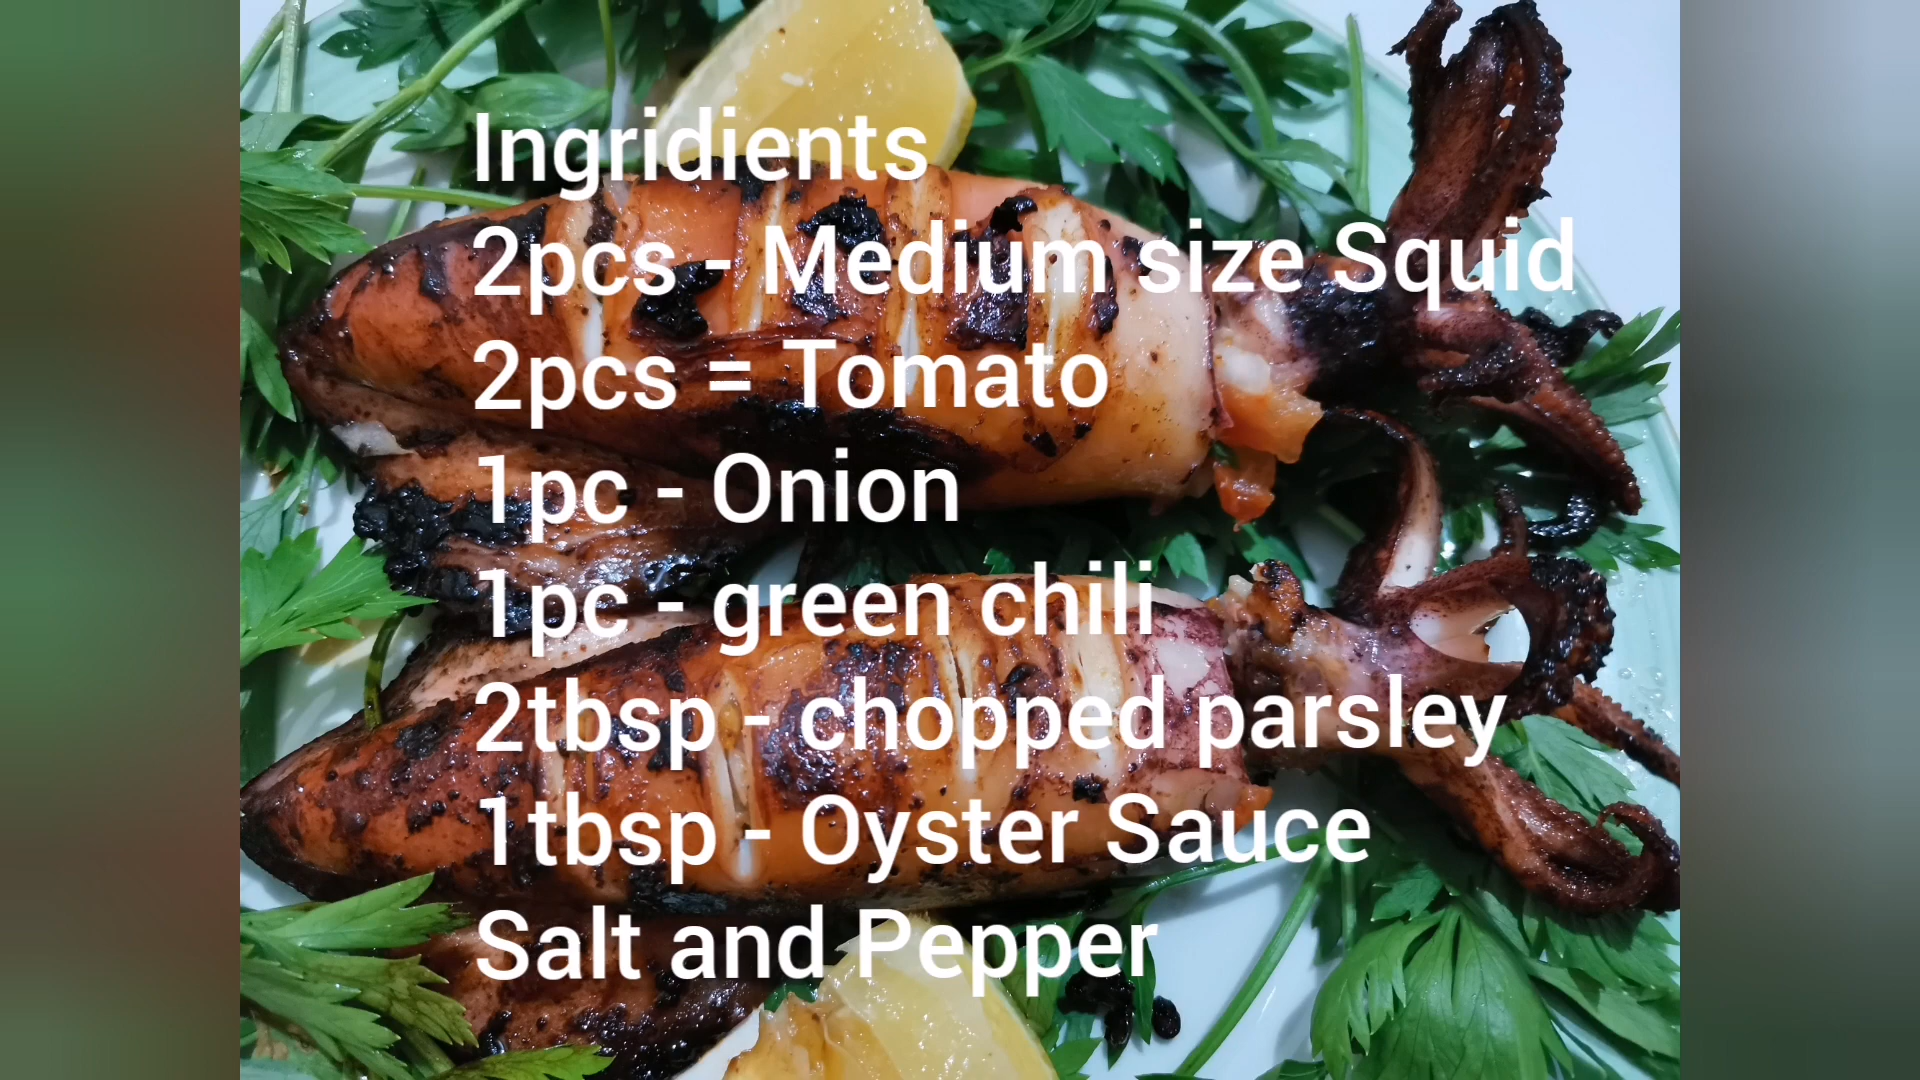 Ingridients
2pcs - Medium size Squid
2pcs = Tomato
1pc - Onion
1pc - green chili
2tbsp - chopped parsley
1tbsp - Oyster Sauce
Salt and Pepper